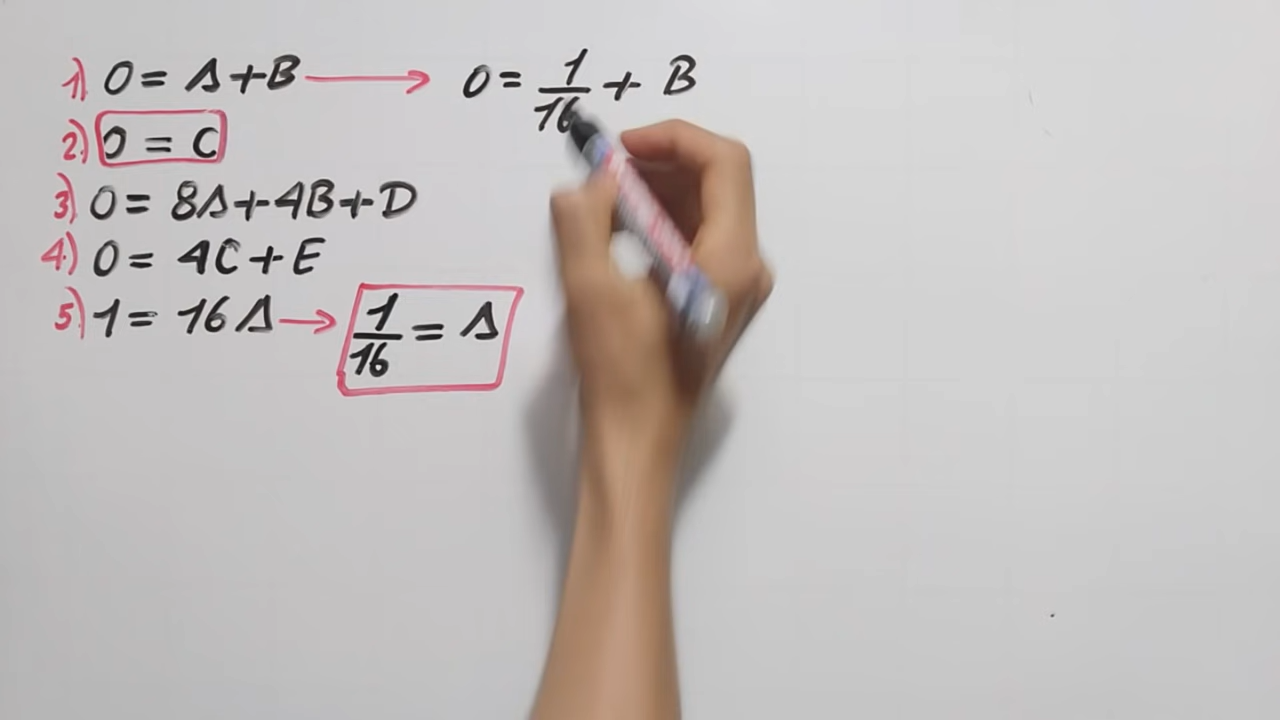 1) 0 = A + B → 0 = 1/16 + B
2) 0 = C
3) 0 = 8A + 4B + D
4) 0 = 4C + E
5) 1 = 16A → 1/16 = A